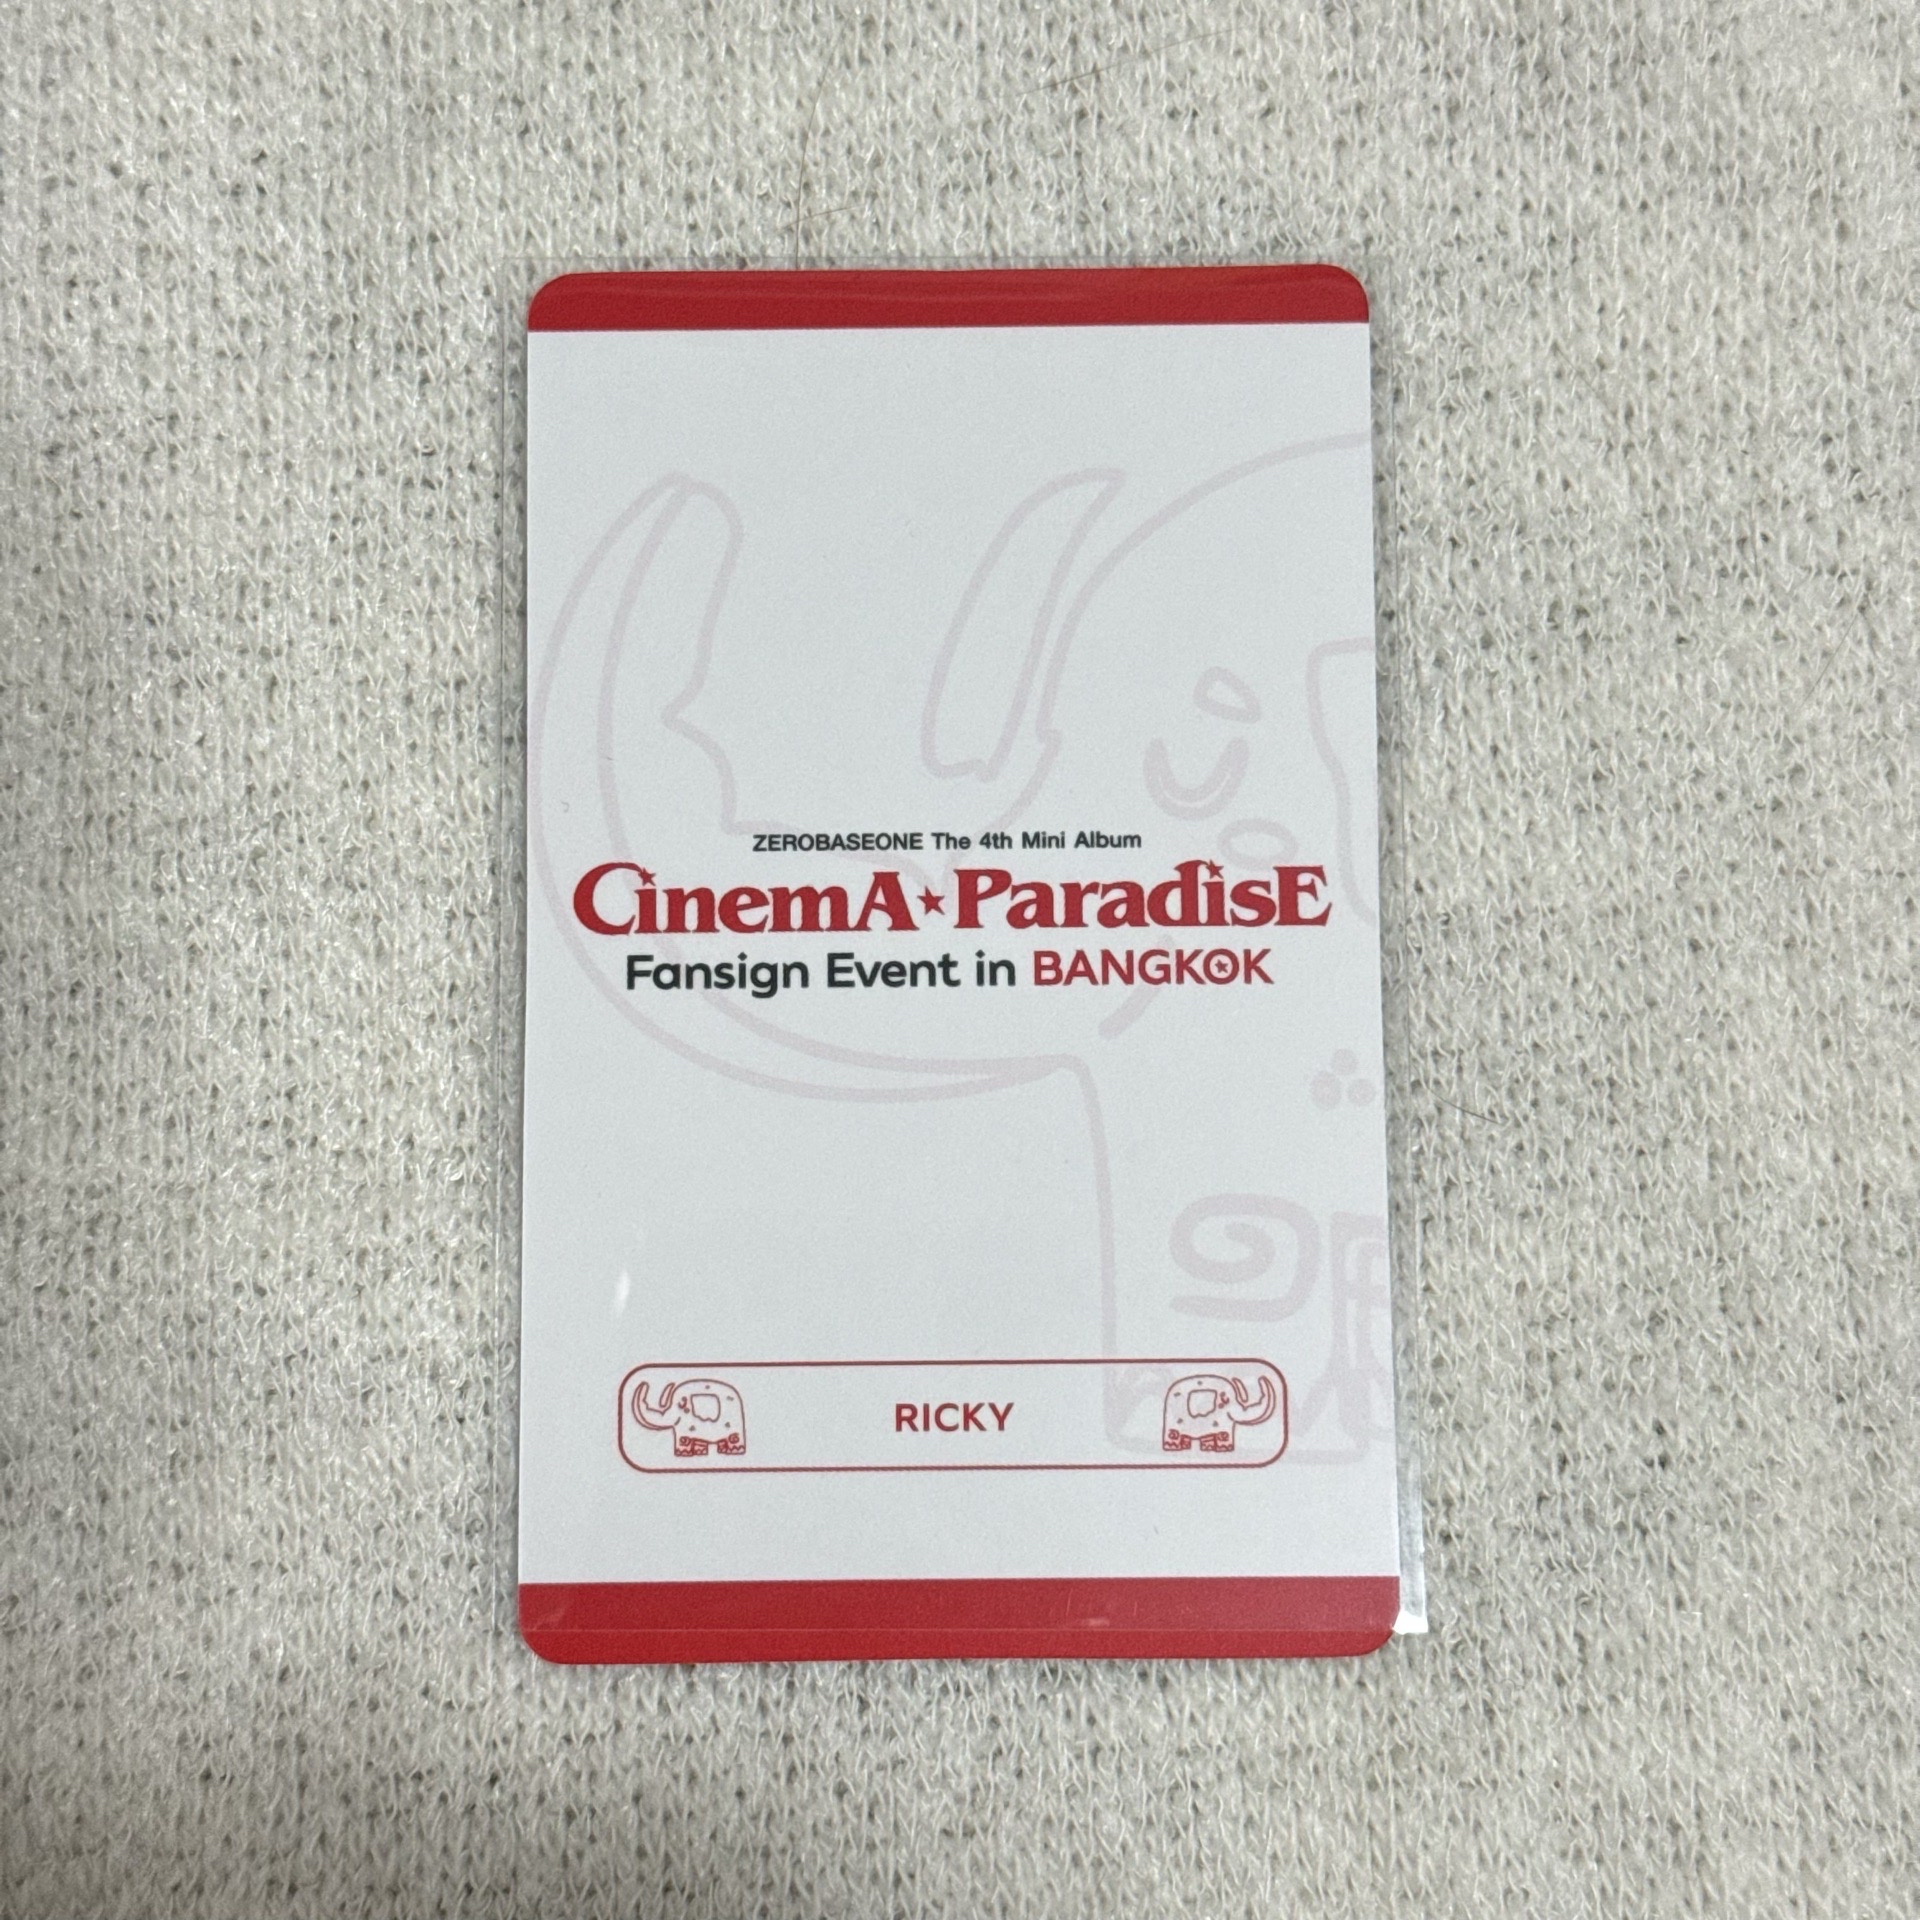 ZEROBASEONE The 4th Mini Album
CinemA★ParadisE
Fansign Event in BANGKOK
RICKY